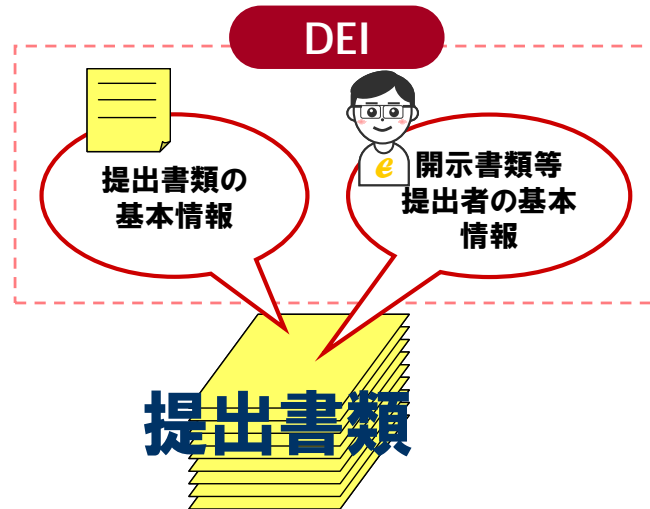 DEI
提出書類の
基本情報
e
開示書類等
提出者の基本
情報
提出書類